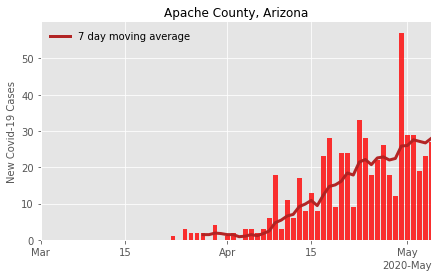 Apache County, Arizona
7 day moving average
New Covid-19 Cases
50
40
30
20
10
0
Mar
15
Apr
15
May
2020-May